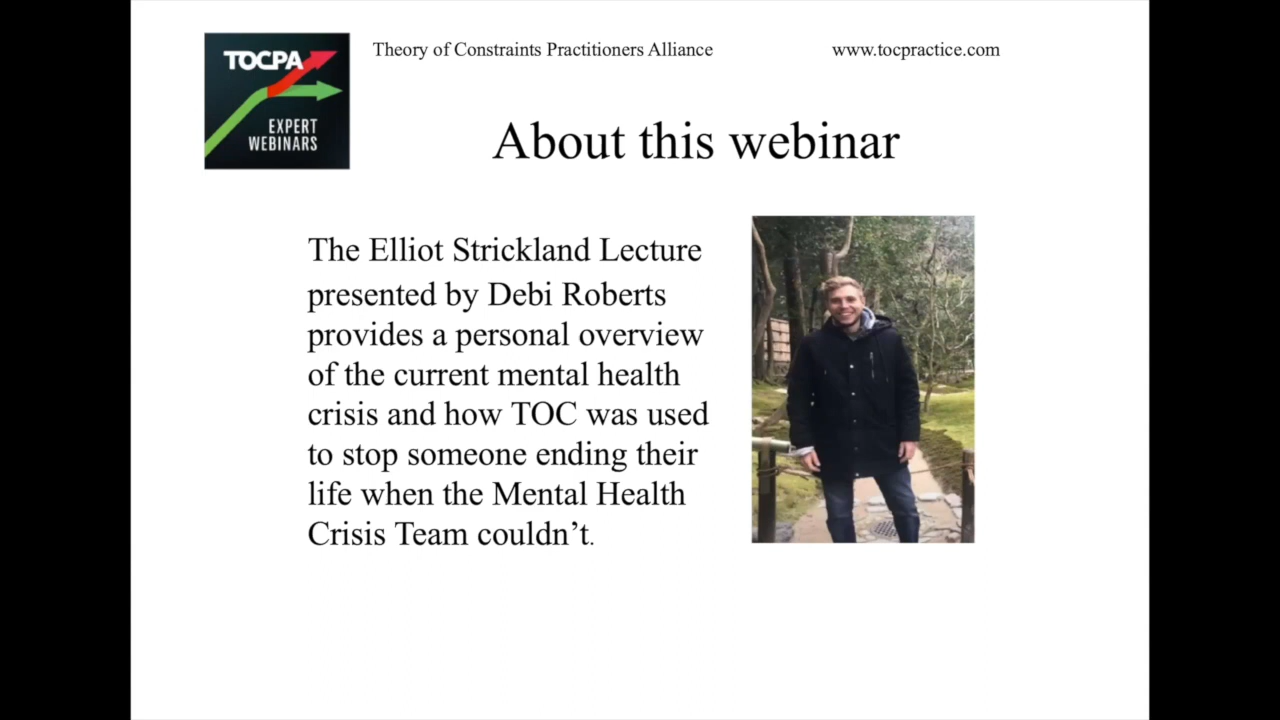 TOCPA
EXPERT
WEBINARS
Theory of Constraints Practitioners Alliance
www.tocpractice.com
About this webinar
The Elliot Strickland Lecture
presented by Debi Roberts
provides a personal overview
of the current mental health
crisis and how TOC was used
to stop someone ending their
life when the Mental Health
Crisis Team couldn’t.